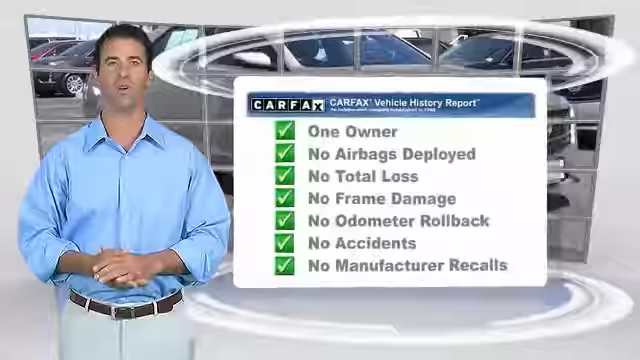 CARFAX CARFAX® Vehicle History Report™
One Owner
No Airbags Deployed
No Total Loss
No Frame Damage
No Odometer Rollback
No Accidents
No Manufacturer Recalls